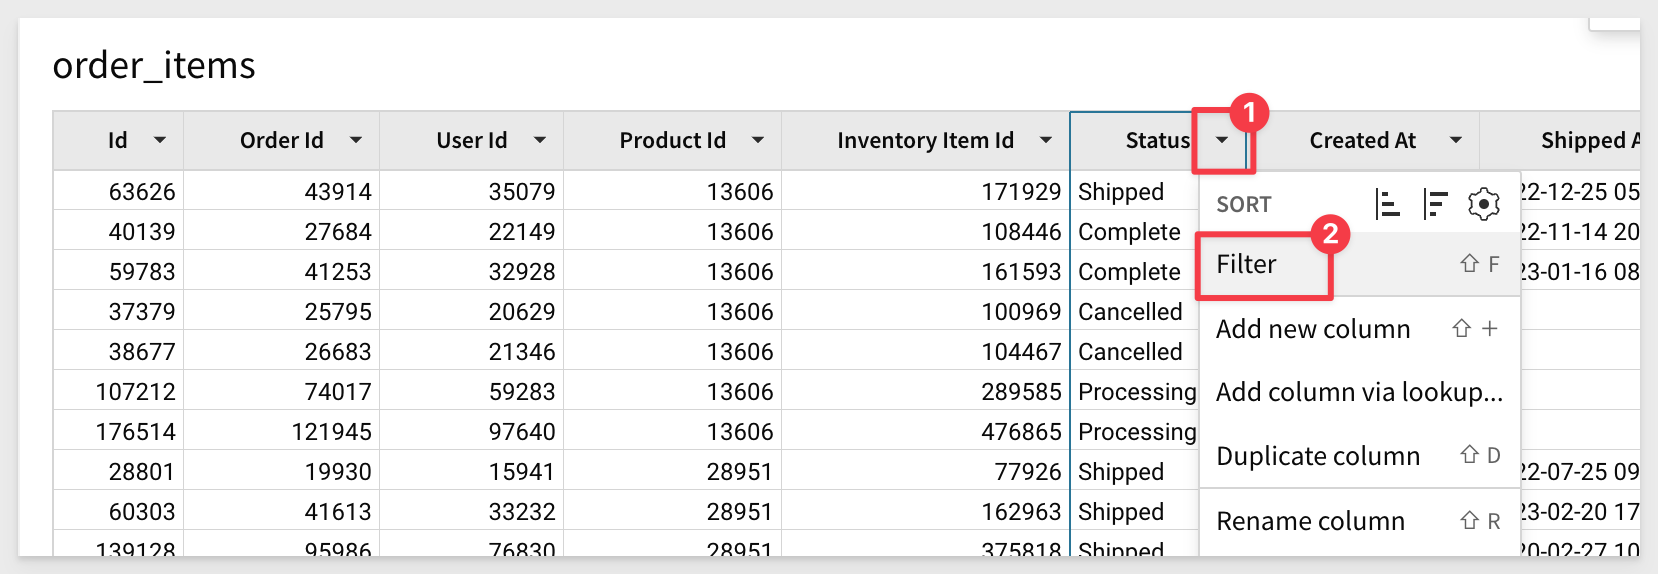 order_items
1
Id Order Id User Id Product Id Inventory Item Id Status Created At Shipped A
63626 43914 35079 13606 171929 Shipped SORT 22-12-25 05
40139 27684 22149 13606 108446 Complete 2 22-11-14 20
59783 41253 32928 13606 161593 Complete Filter ⇧ F 23-01-16 08
37379 25795 20629 13606 100969 Cancelled Add new column ⇧ +
38677 26683 21346 13606 104467 Cancelled
107212 74017 59283 13606 289585 Processing Add column via lookup...
176514 121945 97640 13606 476865 Processing
28801 19930 15941 28951 77926 Shipped Duplicate column ⇧ D 22-07-25 09
60303 41613 33232 28951 162963 Shipped Rename column ⇧ R 23-02-20 17
139128 95986 76830 28951 375818 Shipped 20-02-27 10